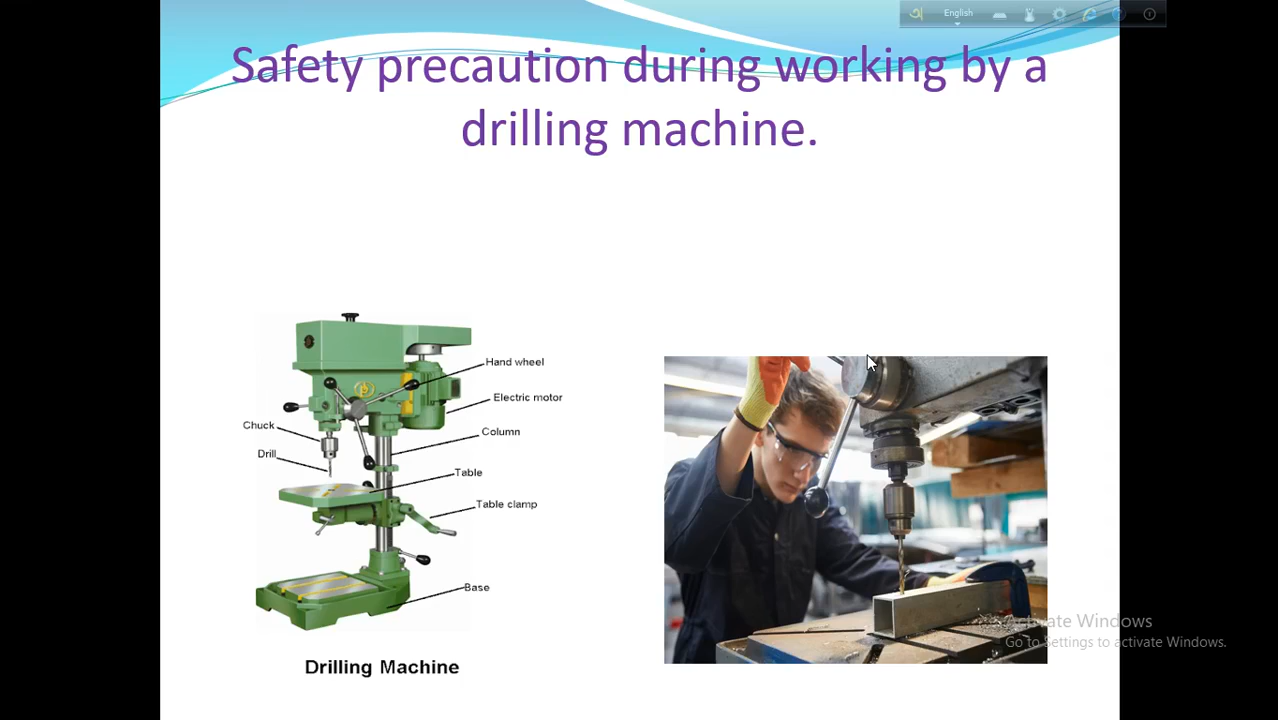 English
Safety precaution during working by a
drilling machine.
Hand wheel
Electric motor
Chuck
Column
Drill
Table
Table clamp
Base
Drilling Machine
Activate Windows
Go to Settings to activate Windows.